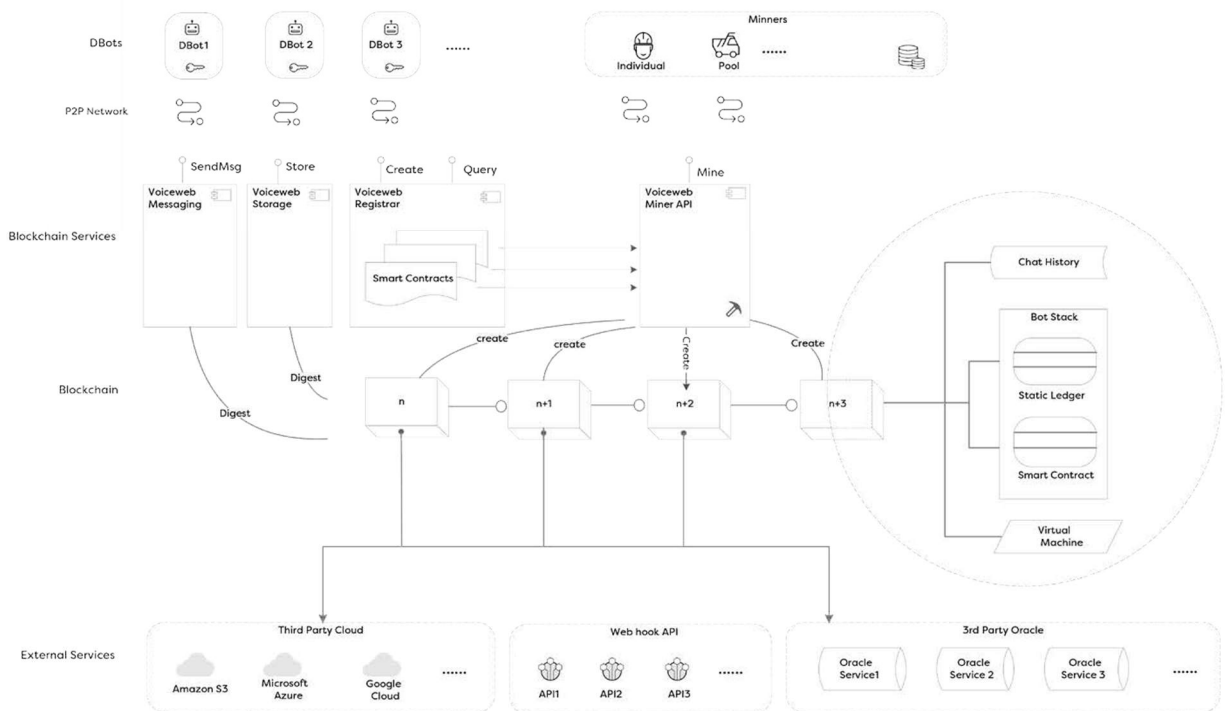 Minners
DBots
DBot1
DBot 2
DBot 3
......
Individual
Pool
......
P2P Network
SendMsg
Store
Create
Query
Mine
Voiceweb
Messaging
Voiceweb
Storage
Voiceweb
Registrar
Voiceweb
Miner API
Blockchain Services
Smart Contracts
Chat History
Bot Stack
Static Ledger
Smart Contract
Virtual
Machine
create
create
Create
Create
Digest
Digest
Blockchain
n
n+1
n+2
n+3
External Services
Third Party Cloud
Amazon S3
Microsoft
Azure
Google
Cloud
......
Web hook API
API1
API2
API3
......
3rd Party Oracle
Oracle
Service1
Oracle
Service 2
Oracle
Service 3
......